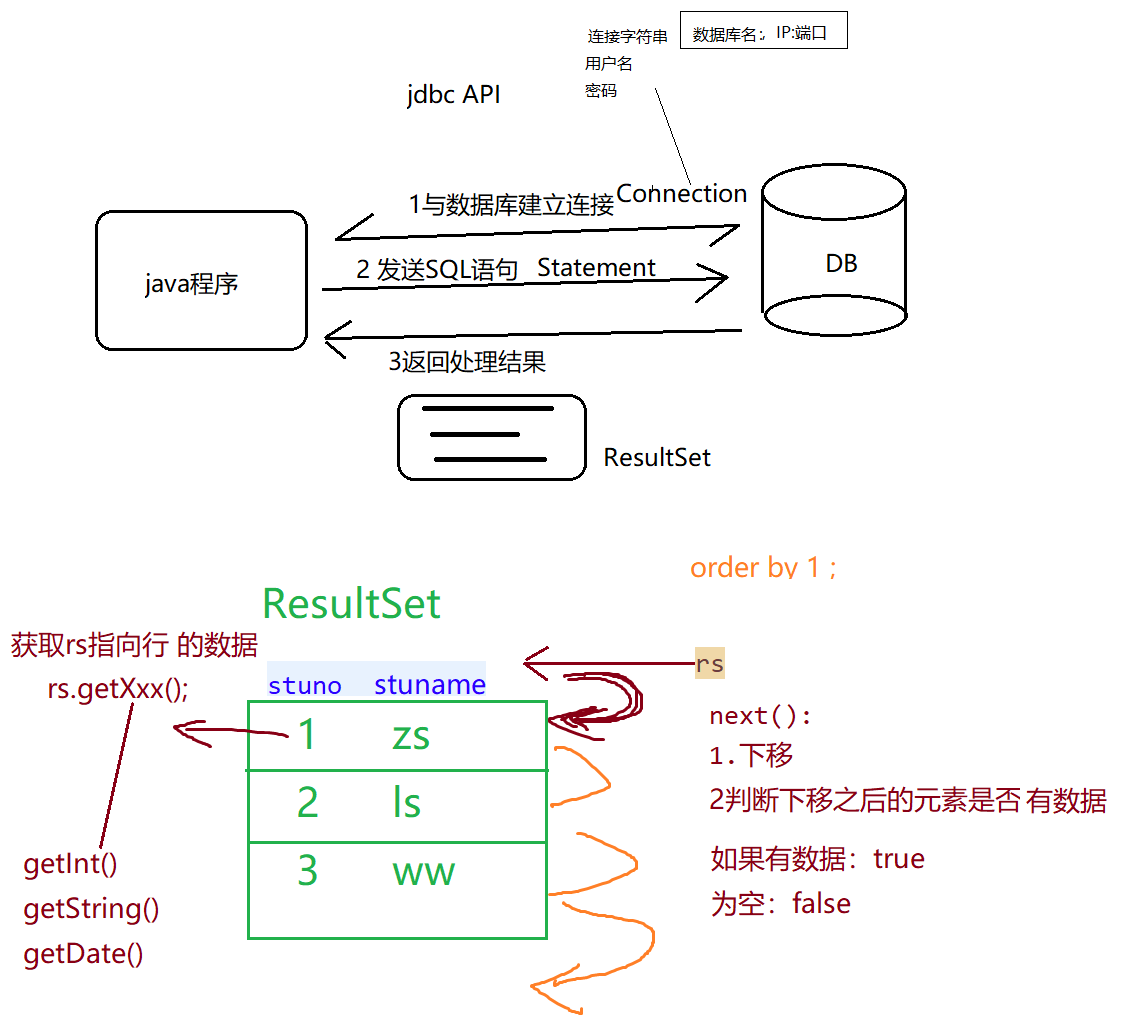 连接字符串
数据库名:, IP:端口
用户名
密码
jdbc API
1与数据库建立连接
Connection
2 发送SQL语句 Statement
java程序
DB
3返回处理结果
ResultSet
order by 1 ;
ResultSet
获取rs指向行 的数据
rs.getXxx();
stuno stuname
rs
1 zs
2 ls
3 ww
next():
1.下移
2判断下移之后的元素是否 有数据
如果有数据：true
为空：false
getInt()
getString()
getDate()